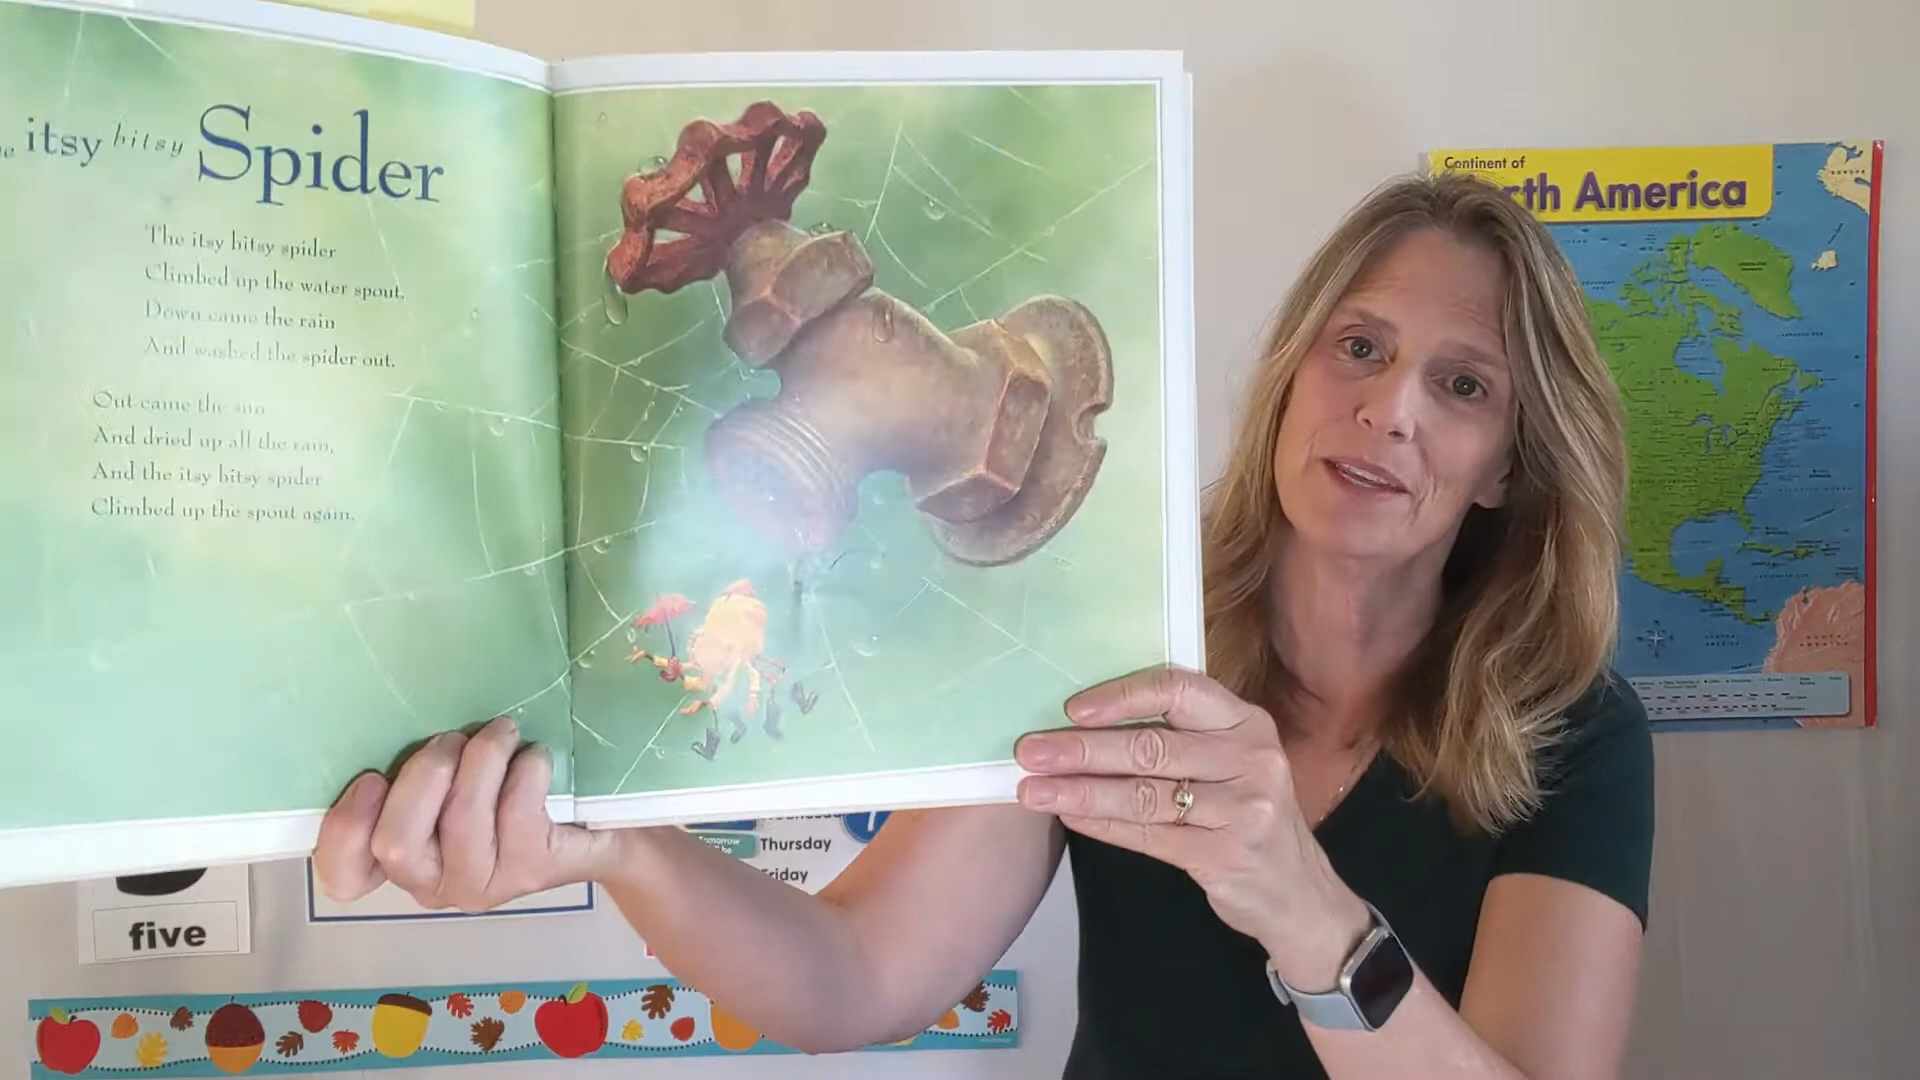 itsy bitsy Spider
The itsy bitsy spider
Climbed up the water spout.
Down came the rain
And washed the spider out.
Out came the sun
And dried up all the rain,
And the itsy bitsy spider
Climbed up the spout again.
Continent of
North America
Thursday
Friday
five